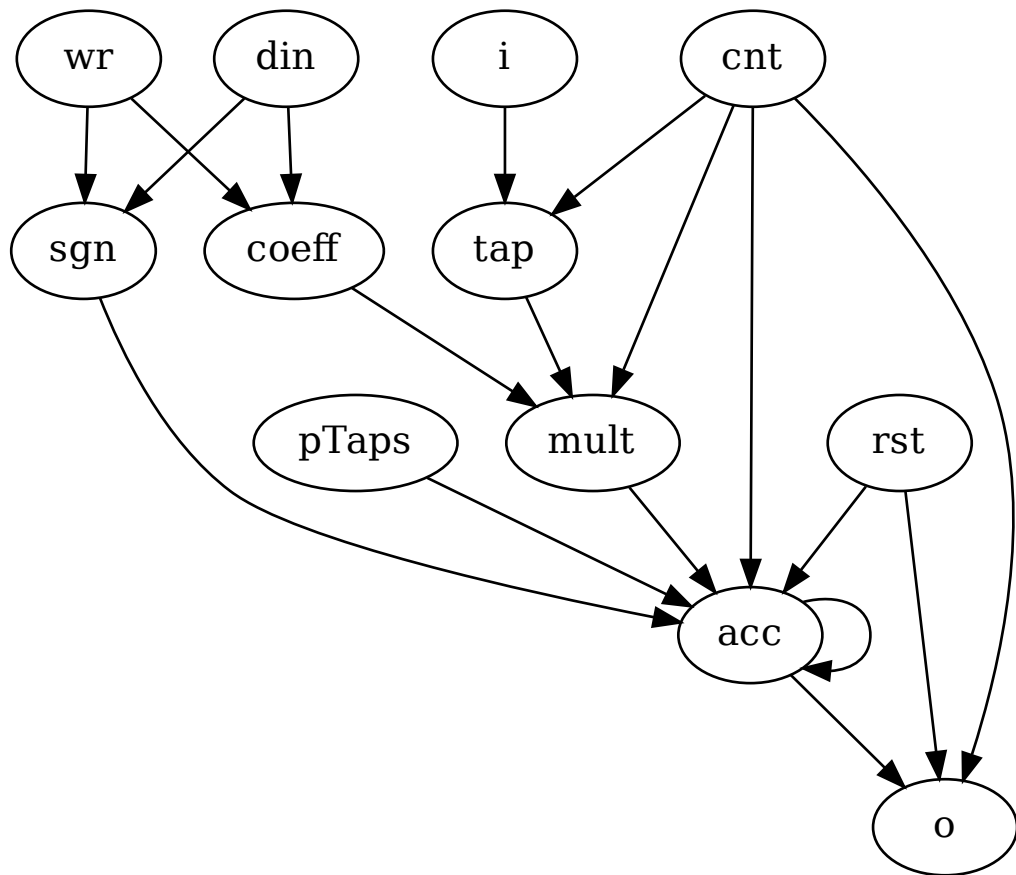 wr
din
i
cnt
sgn
coeff
tap
pTaps
mult
rst
acc
o